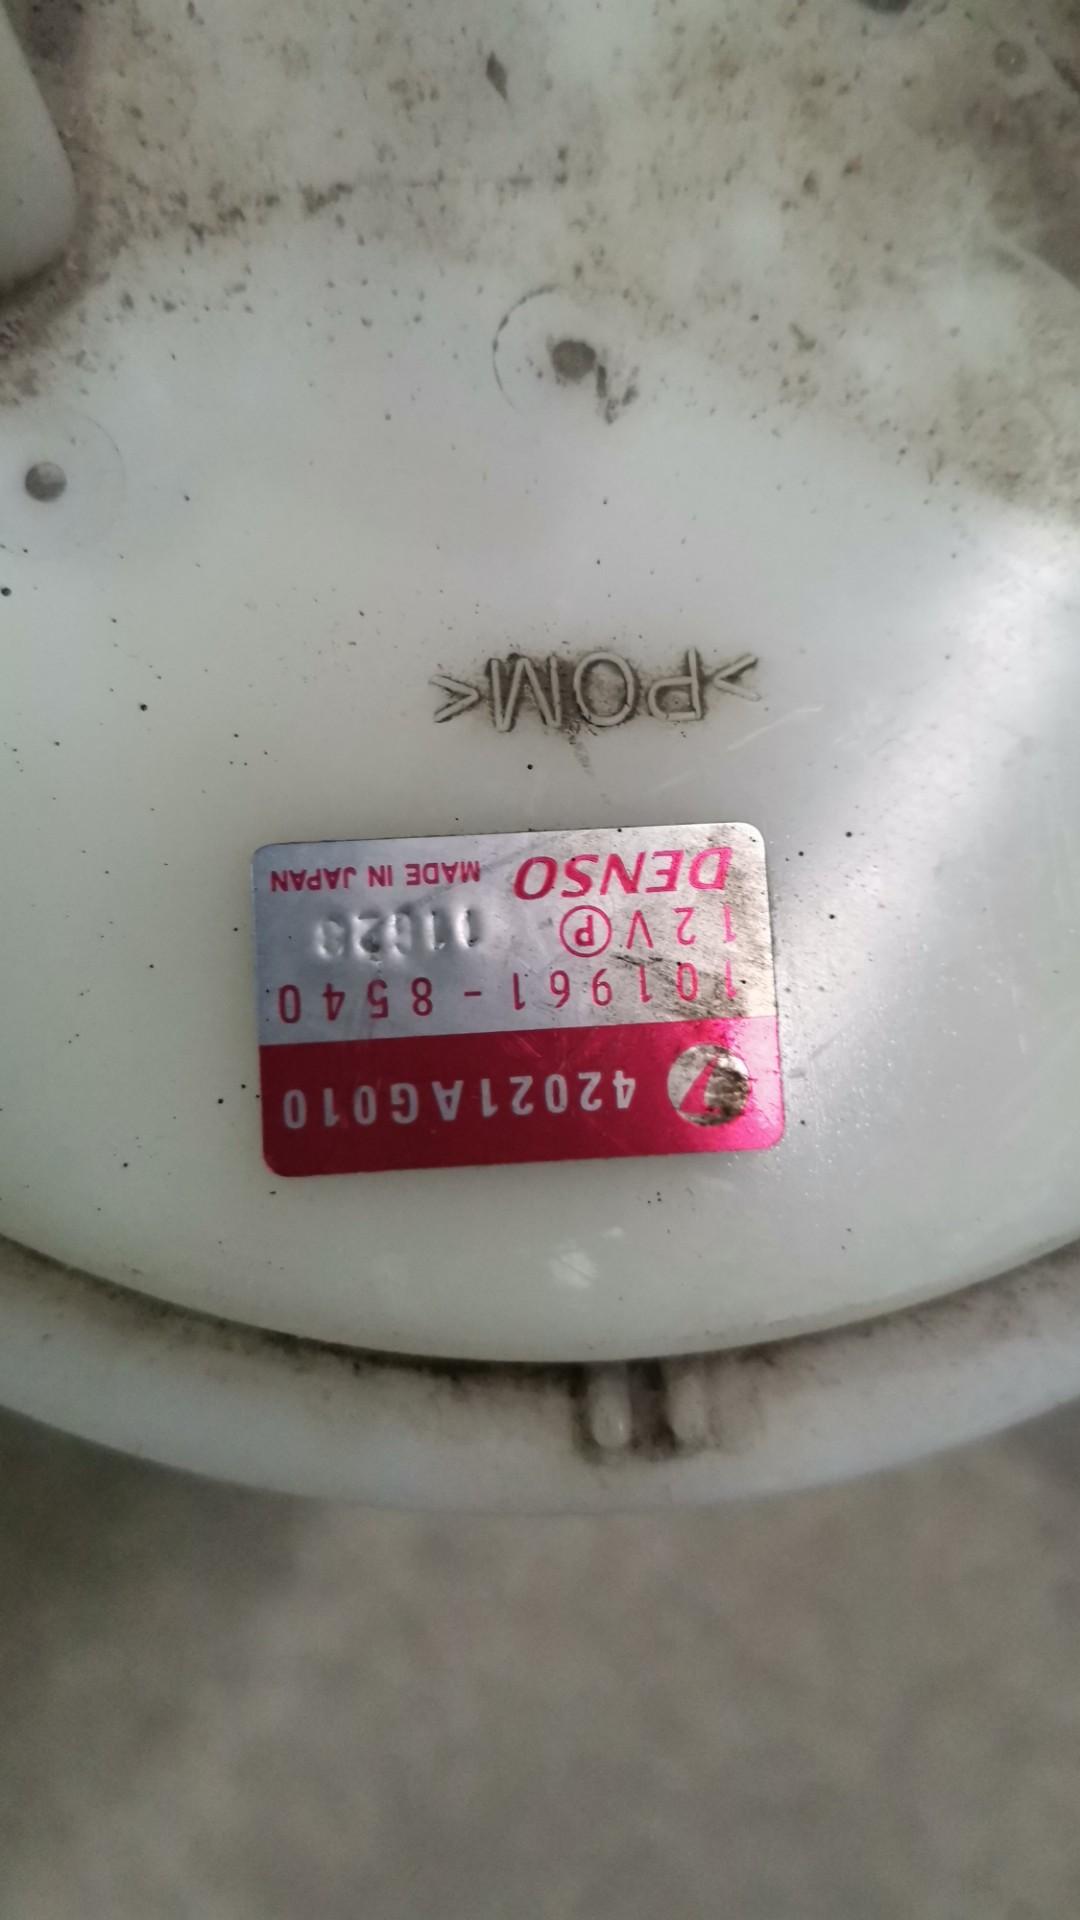 42021AG010
101961-8540
12V Ⓟ
DENSO MADE IN JAPAN
>POM<